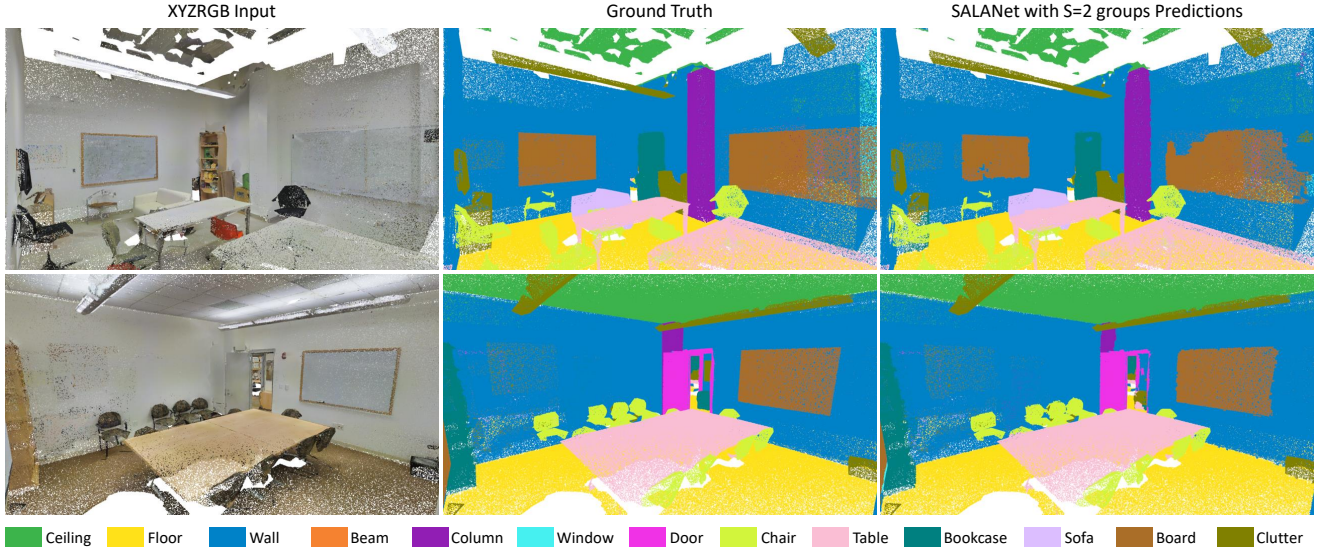 XYZRGB Input Ground Truth SALANet with S=2 groups Predictions
Ceiling Floor Wall Beam Column Window Door Chair Table Bookcase Sofa Board Clutter